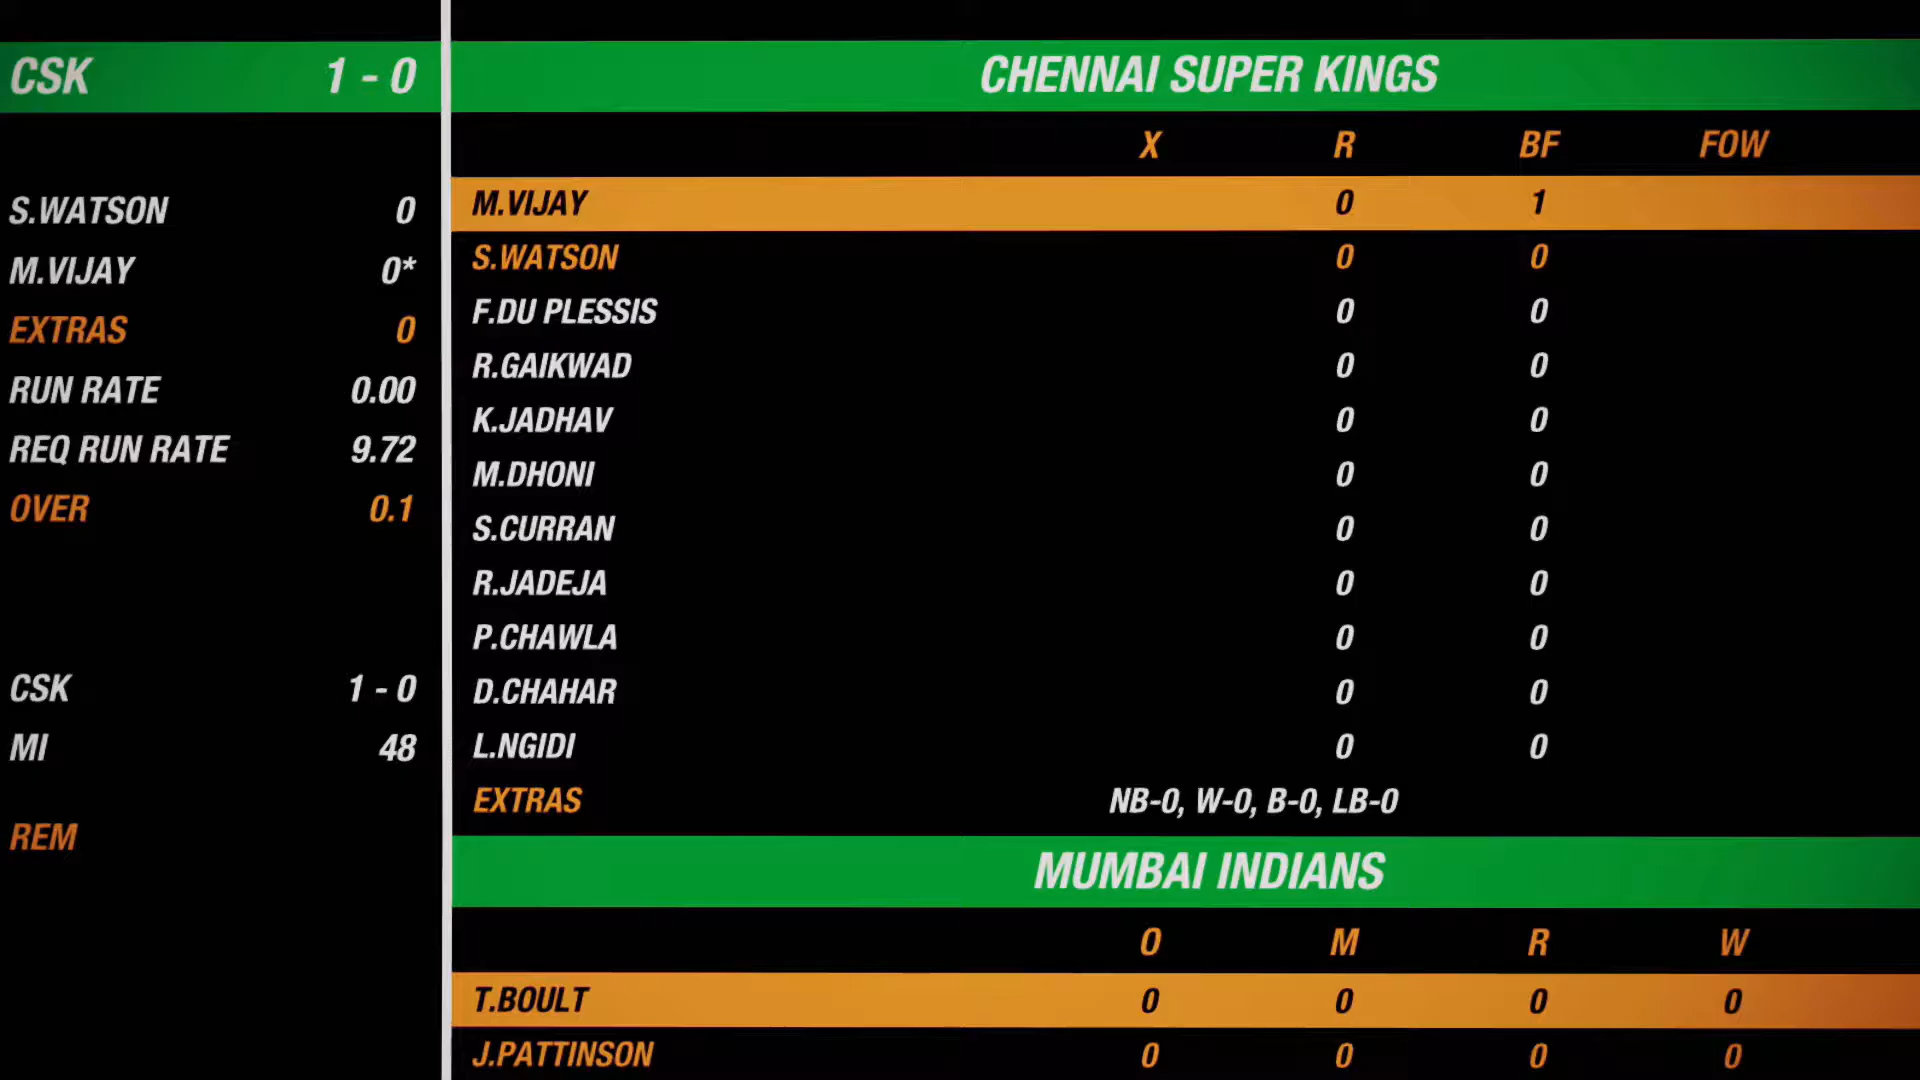 CSK 1 - 0
S.WATSON 0
M.VIJAY 0*
EXTRAS 0
RUN RATE 0.00
REQ RUN RATE 9.72
OVER 0.1
CSK 1 - 0
MI 48
REM
CHENNAI SUPER KINGS
X R BF FOW
M.VIJAY 0 1
S.WATSON 0 0
F.DU PLESSIS 0 0
R.GAIKWAD 0 0
K.JADHAV 0 0
M.DHONI 0 0
S.CURRAN 0 0
R.JADEJA 0 0
P.CHAWLA 0 0
D.CHAHAR 0 0
L.NGIDI 0 0
EXTRAS NB-0, W-0, B-0, LB-0
MUMBAI INDIANS
O M R W
T.BOULT 0 0 0 0
J.PATTINSON 0 0 0 0